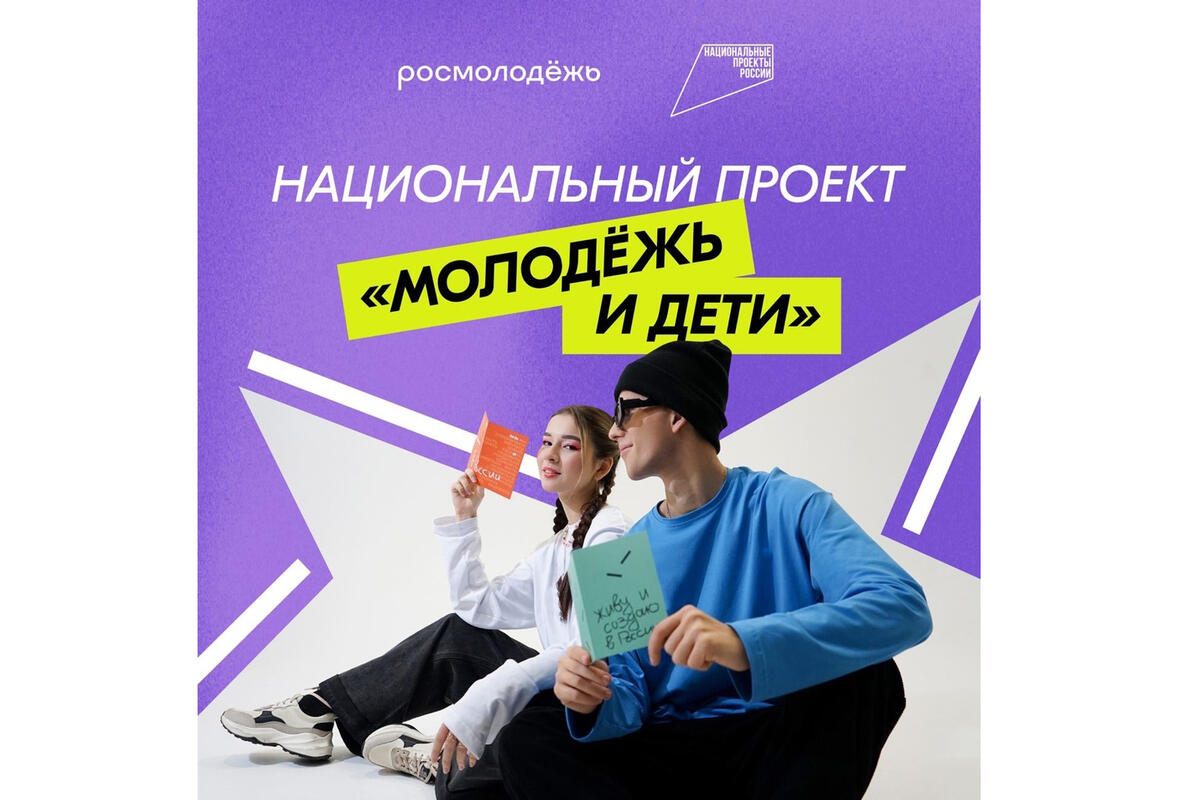 росмолодёжь
НАЦИОНАЛЬНЫЕ
ПРОЕКТЫ
РОССИИ
НАЦИОНАЛЬНЫЙ ПРОЕКТ
«МОЛОДЁЖЬ
И ДЕТИ»
живу и
создаю
в России